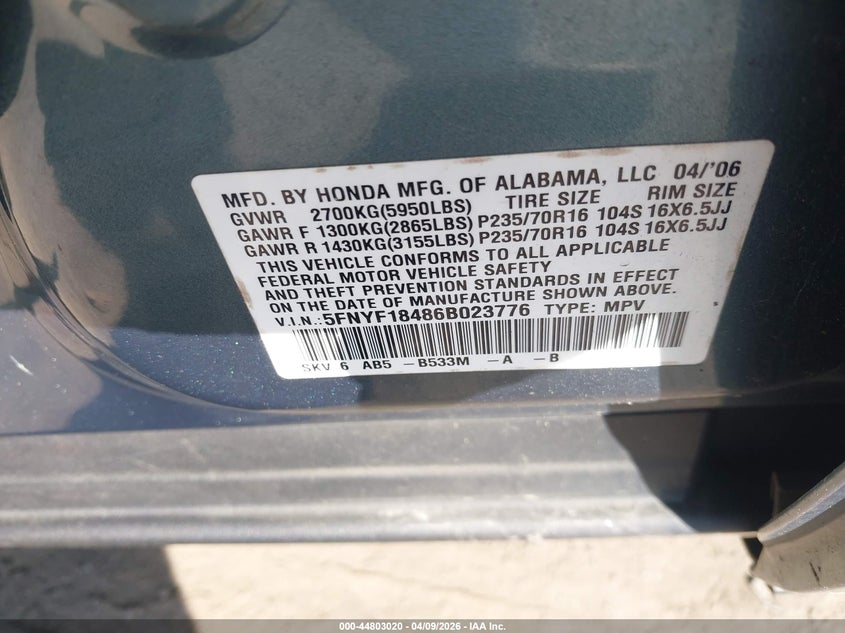 MFD. BY HONDA MFG. OF ALABAMA, LLC 04/'06
GVWR 2700KG(5950LBS) TIRE SIZE RIM SIZE
GAWR F 1300KG(2865LBS) P235/70R16 104S 16X6.5JJ
GAWR R 1430KG(3155LBS) P235/70R16 104S 16X6.5JJ
THIS VEHICLE CONFORMS TO ALL APPLICABLE
FEDERAL MOTOR VEHICLE SAFETY
AND THEFT PREVENTION STANDARDS IN EFFECT
ON THE DATE OF MANUFACTURE SHOWN ABOVE.
V.I.N.:5FNYF18486B023776 TYPE: MPV
SKV 6 AB5 -B533M -A -B
000-44803020 | 04/09/2026 | IAA Inc.